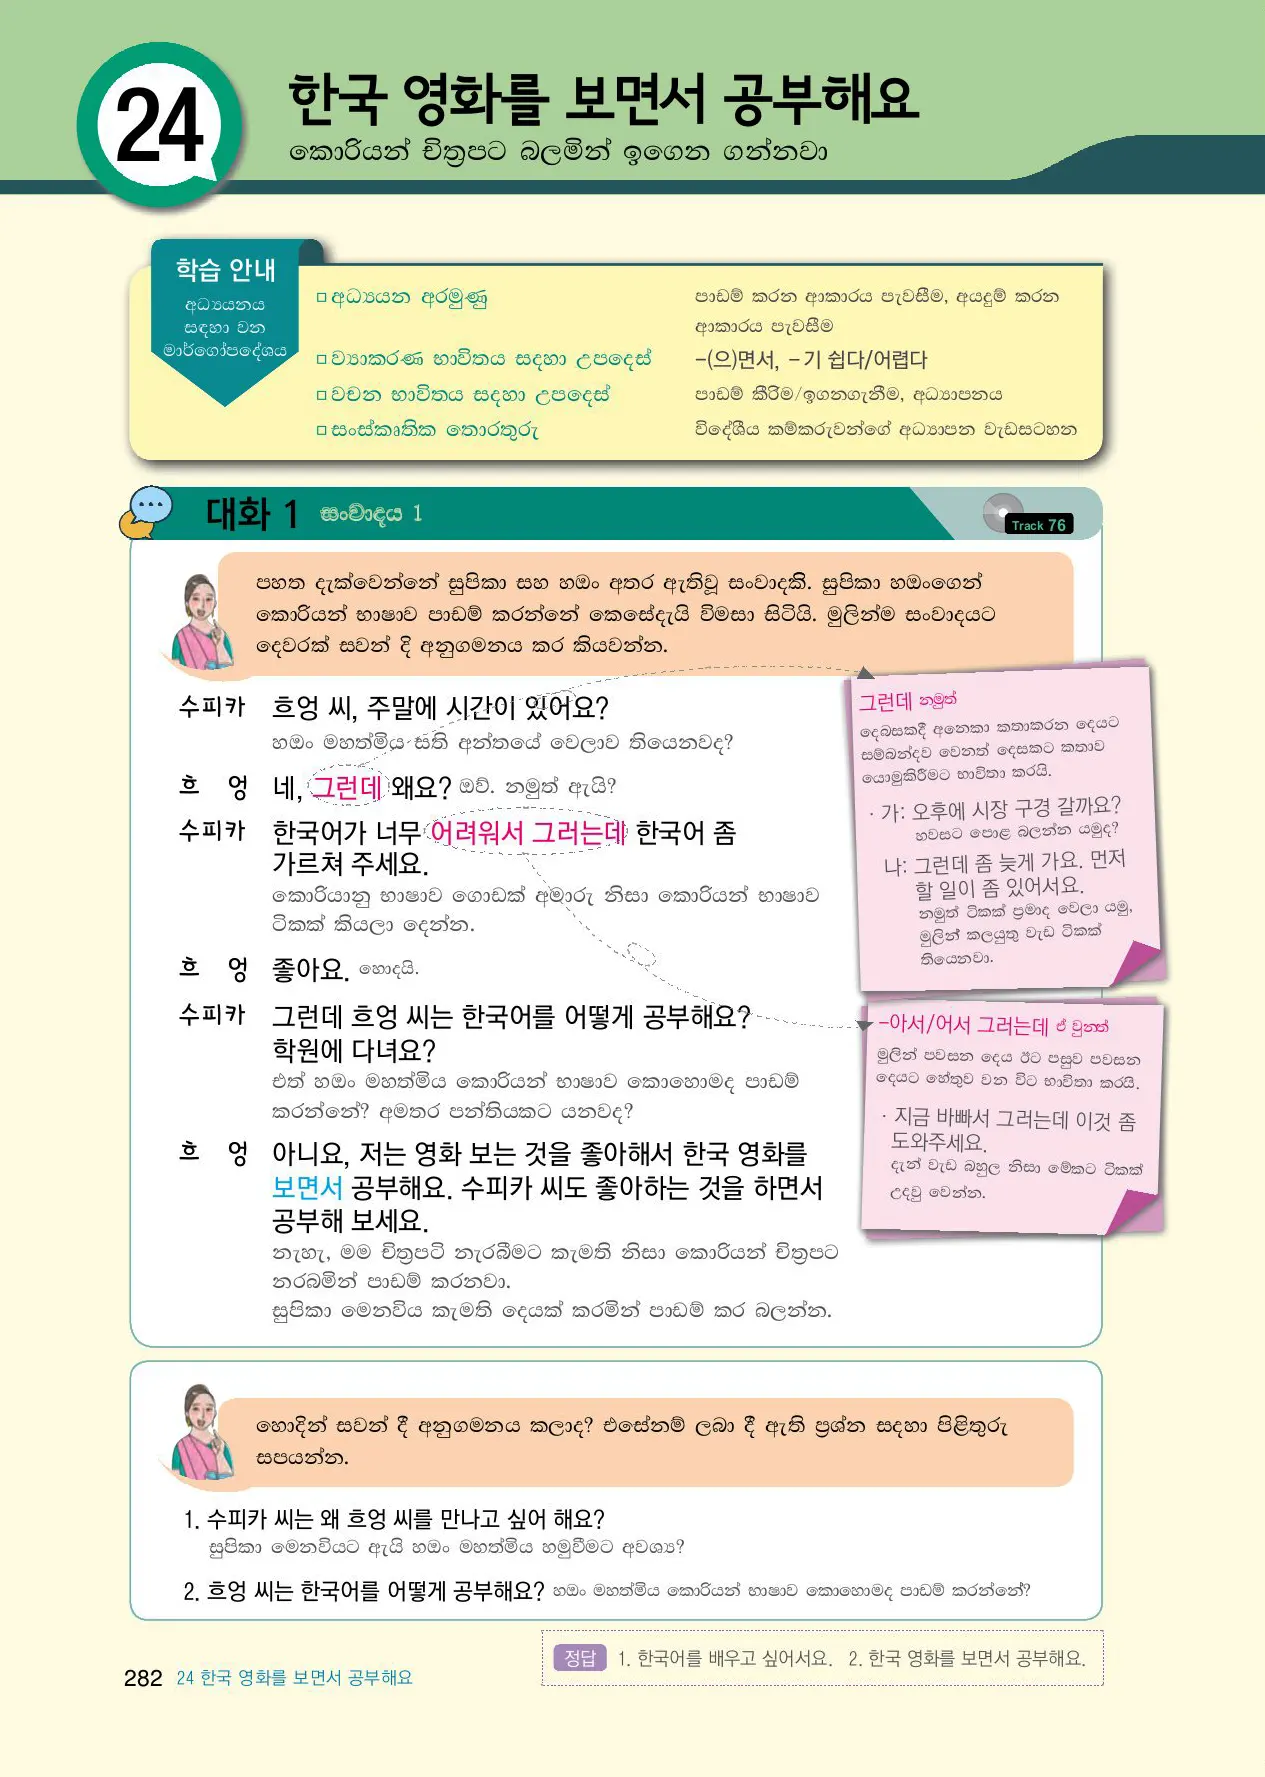 24
한국 영화를 보면서 공부해요
කොරියන් චිත්‍රපට බලමින් ඉගෙන ගන්නවා
학습 안내
අධ්‍යයනය
සඳහා වන
මාර්ගෝපදේශය
අධ්‍යයන අරමුණු
පාඩම් කරන ආකාරය පැවසීම, අයදුම් කරන
ආකාරය පැවසීම
ව්‍යාකරණ භාවිතය සදහා උපදෙස්
-(으)면서, -기 쉽다/어렵다
වචන භාවිතය සදහා උපදෙස්
පාඩම් කිරීම/ඉගනගැනීම, අධ්‍යාපනය
සංස්කෘතික තොරතුරු
විදේශීය කම්කරුවන්ගේ අධ්‍යාපන වැඩසටහන
대화 1 සංවාදය 1
Track 76
පහත දැක්වෙන්නේ සුපිකා සහ හඔං අතර ඇතිවූ සංවාදකි. සුපිකා හඔංගෙන්
කොරියන් භාෂාව පාඩම් කරන්නේ කෙසේදැයි විමසා සිටියි. මුලින්ම සංවාදයට
දෙවරක් සවන් දි අනුගමනය කර කියවන්න.
수피카 흐엉 씨, 주말에 시간이 있어요?
හඔං මහත්මිය සති අන්තයේ වෙලාව තියෙනවද?
흐 엉 네, 그런데 왜요? ඔව්. නමුත් ඇයි?
수피카 한국어가 너무 어려워서 그러는데 한국어 좀
가르쳐 주세요.
කොරියානු භාෂාව ගොඩක් අමාරු නිසා කොරියන් භාෂාව
ටිකක් කියලා දෙන්න.
흐 엉 좋아요. හොදයි.
수피카 그런데 흐엉 씨는 한국어를 어떻게 공부해요?
학원에 다녀요?
එත් හඔං මහත්මිය කොරියන් භාෂාව කොහොමද පාඩම්
කරන්නේ? අමතර පන්තියකට යනවද?
흐 엉 아니요, 저는 영화 보는 것을 좋아해서 한국 영화를
보면서 공부해요. 수피카 씨도 좋아하는 것을 하면서
공부해 보세요.
නැහැ, මම චිත්‍රපටි නැරඹීමට කැමති නිසා කොරියන් චිත්‍රපට
නරබමින් පාඩම් කරනවා.
සුපිකා මෙනවිය කැමති දෙයක් කරමින් පාඩම් කර බලන්න.
그런데 නමුත්
දෙබසකදී අනෙකා කතාකරන දෙයට
සම්බන්දව වෙනත් දෙසකට කතාව
යොමුකිරීමට භාවිතා කරයි.
· 가: 오후에 시장 구경 갈까요?
හවසට පොළ බලන්න යමුද?
나: 그런데 좀 늦게 가요. 먼저
할 일이 좀 있어서요.
නමුත් ටිකක් ප්‍රමාද වෙලා යමු,
මුලින් කලයුතු වැඩ ටිකක්
තියෙනවා.
-아서/어서 그러는데 ඒ වුනත්
මුලින් පවසන දෙය ඊට පසුව පවසන
දෙයට හේතුව වන විට භාවිතා කරයි.
· 지금 바빠서 그러는데 이것 좀
도와주세요.
දැන් වැඩ බහුල නිසා මේකට ටිකක්
උදවු වෙන්න.
හොදින් සවන් දී අනුගමනය කලාද? එසේනම් ලබා දී ඇති ප්‍රශ්න සදහා පිළිතුරු
සපයන්න.
1. 수피카 씨는 왜 흐엉 씨를 만나고 싶어 해요?
සුපිකා මෙනවියට ඇයි හඔං මහත්මිය හමුවීමට අවශ්‍ය?
2. 흐엉 씨는 한국어를 어떻게 공부해요? හඔං මහත්මිය කොරියන් භාෂාව කොහොමද පාඩම් කරන්නේ?
정답 1. 한국어를 배우고 싶어서요. 2. 한국 영화를 보면서 공부해요.
282 24 한국 영화를 보면서 공부해요